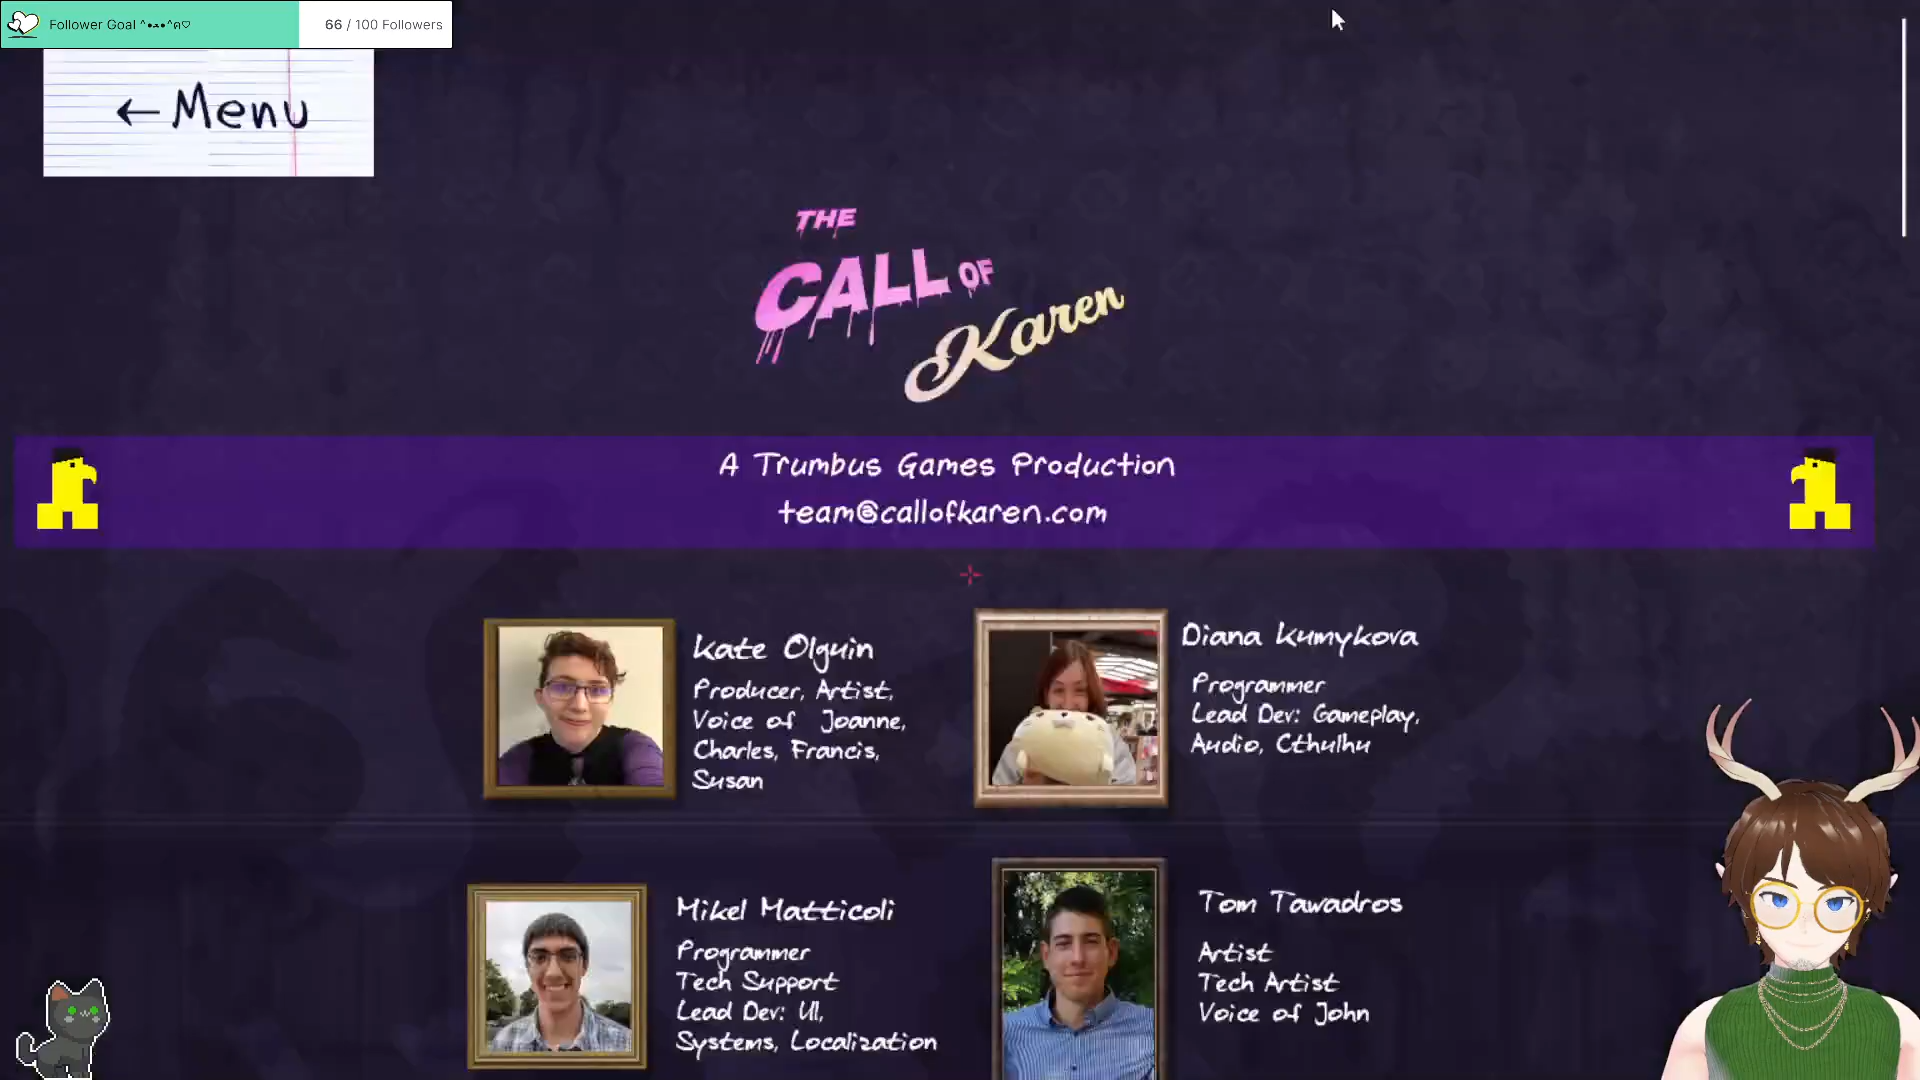 Follower Goal ^•ﻌ•^ฅ♡
66 / 100 Followers
←Menu
THE
CALL OF
Karen
A Trumbus Games Production
team@callofkaren.com
Kate Olguin
Producer, Artist,
Voice of Joanne,
Charles, Francis,
Susan
Diana Kumykova
Programmer
Lead Dev: Gameplay,
Audio, Cthulhu
Mikel Matticoli
Programmer
Tech Support
Lead Dev: UI,
Systems, Localization
Tom Tawadros
Artist
Tech Artist
Voice of John